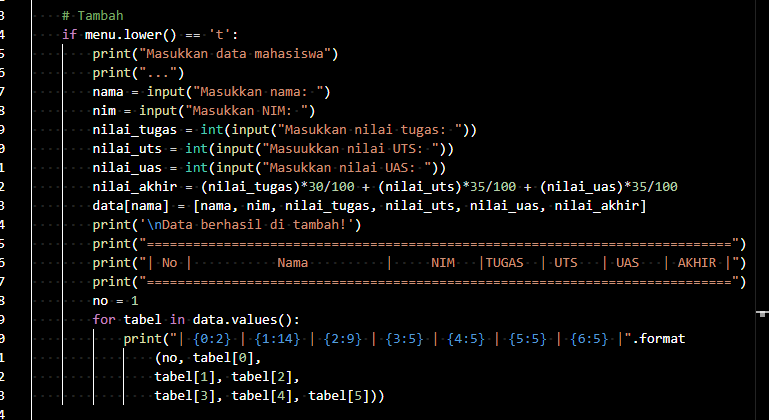 3 # Tambah
4 if menu.lower() == 't':
5 print("Masukkan data mahasiswa")
6 print("...")
7 nama = input("Masukkan nama: ")
8 nim = input("Masukkan NIM: ")
9 nilai_tugas = int(input("Masukkan nilai tugas: "))
0 nilai_uts = int(input("Masuukkan nilai UTS: "))
1 nilai_uas = int(input("Masukkan nilai UAS: "))
2 nilai_akhir = (nilai_tugas)*30/100 + (nilai_uts)*35/100 + (nilai_uas)*35/100
3 data[nama] = [nama, nim, nilai_tugas, nilai_uts, nilai_uas, nilai_akhir]
4 print('\nData berhasil di tambah!')
5 print("============================================================================")
6 print("| No | Nama | NIM |TUGAS | UTS | UAS | AKHIR |")
7 print("============================================================================")
8 no = 1
9 for tabel in data.values():
0 print("| {0:2} | {1:14} | {2:9} | {3:5} | {4:5} | {5:5} | {6:5} |".format
1 (no, tabel[0],
2 tabel[1], tabel[2],
3 tabel[3], tabel[4], tabel[5]))
4